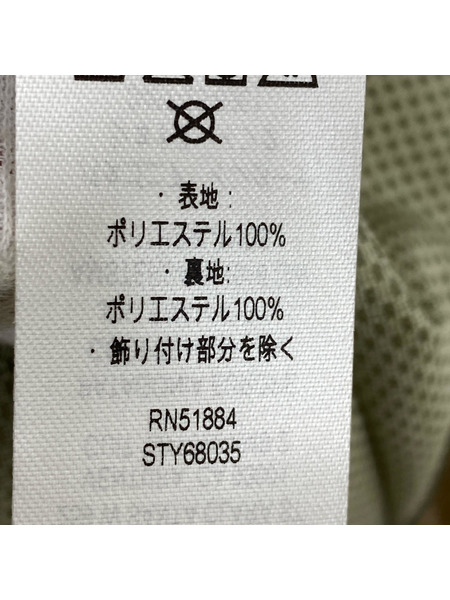 ・表地：
ポリエステル100%
・裏地:
ポリエステル100%
・飾り付け部分を除く
RN51884
STY68035